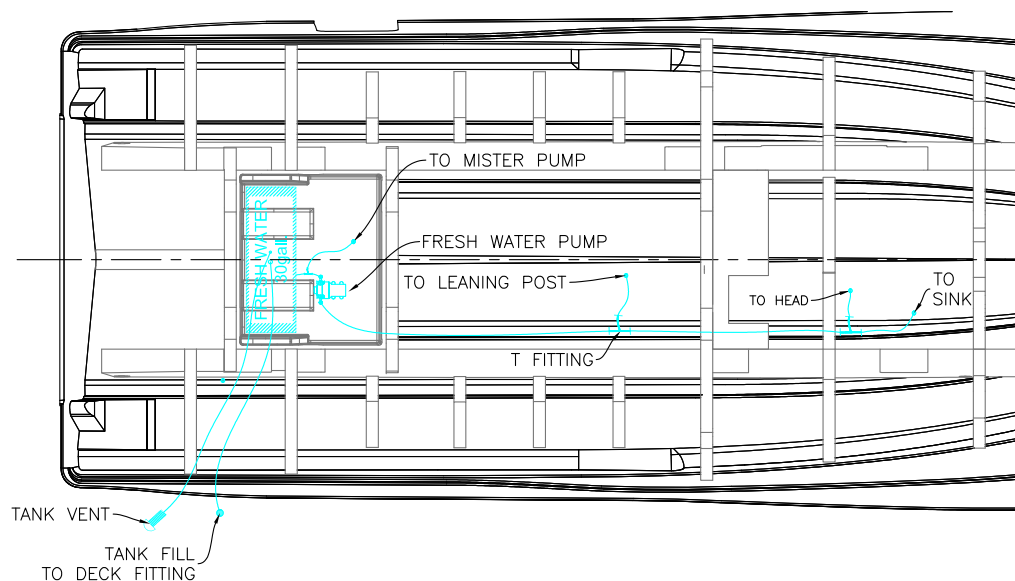 TO MISTER PUMP
FRESH WATER PUMP
FRESH WATER
30gall.
TO LEANING POST
TO HEAD
TO
SINK
T FITTING
TANK VENT
TANK FILL
TO DECK FITTING